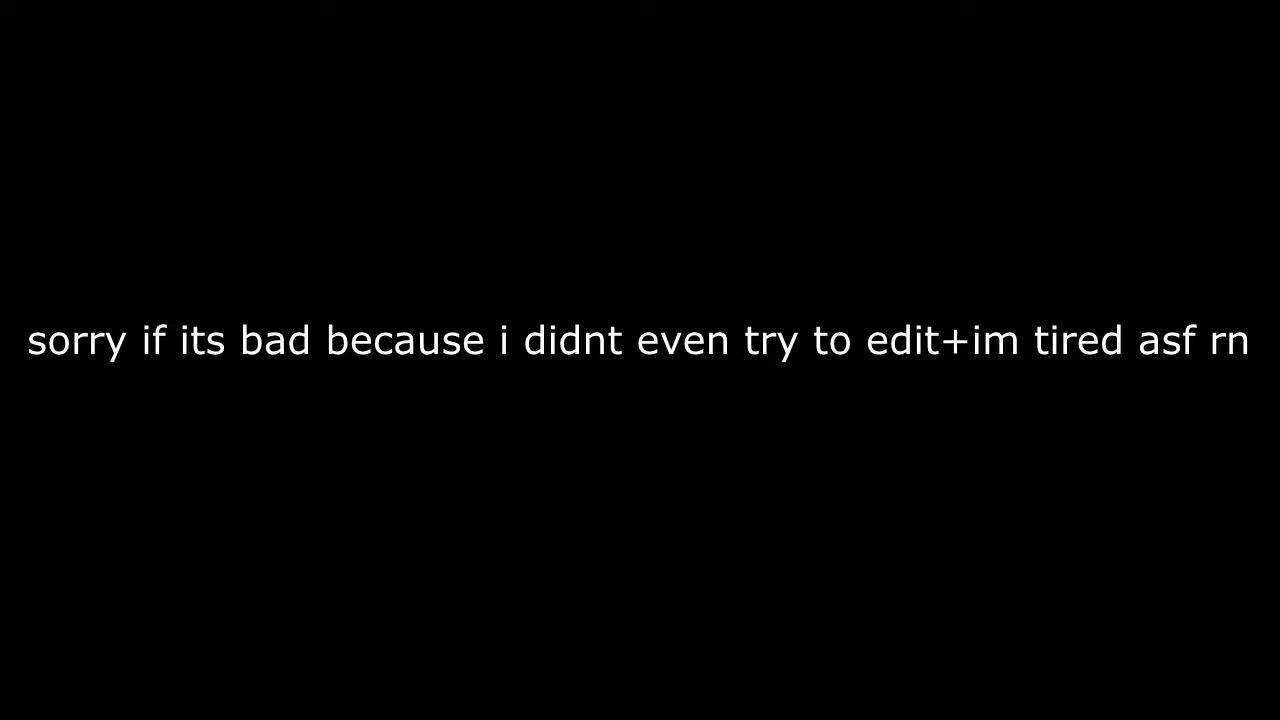 sorry if its bad because i didnt even try to edit+im tired asf rn